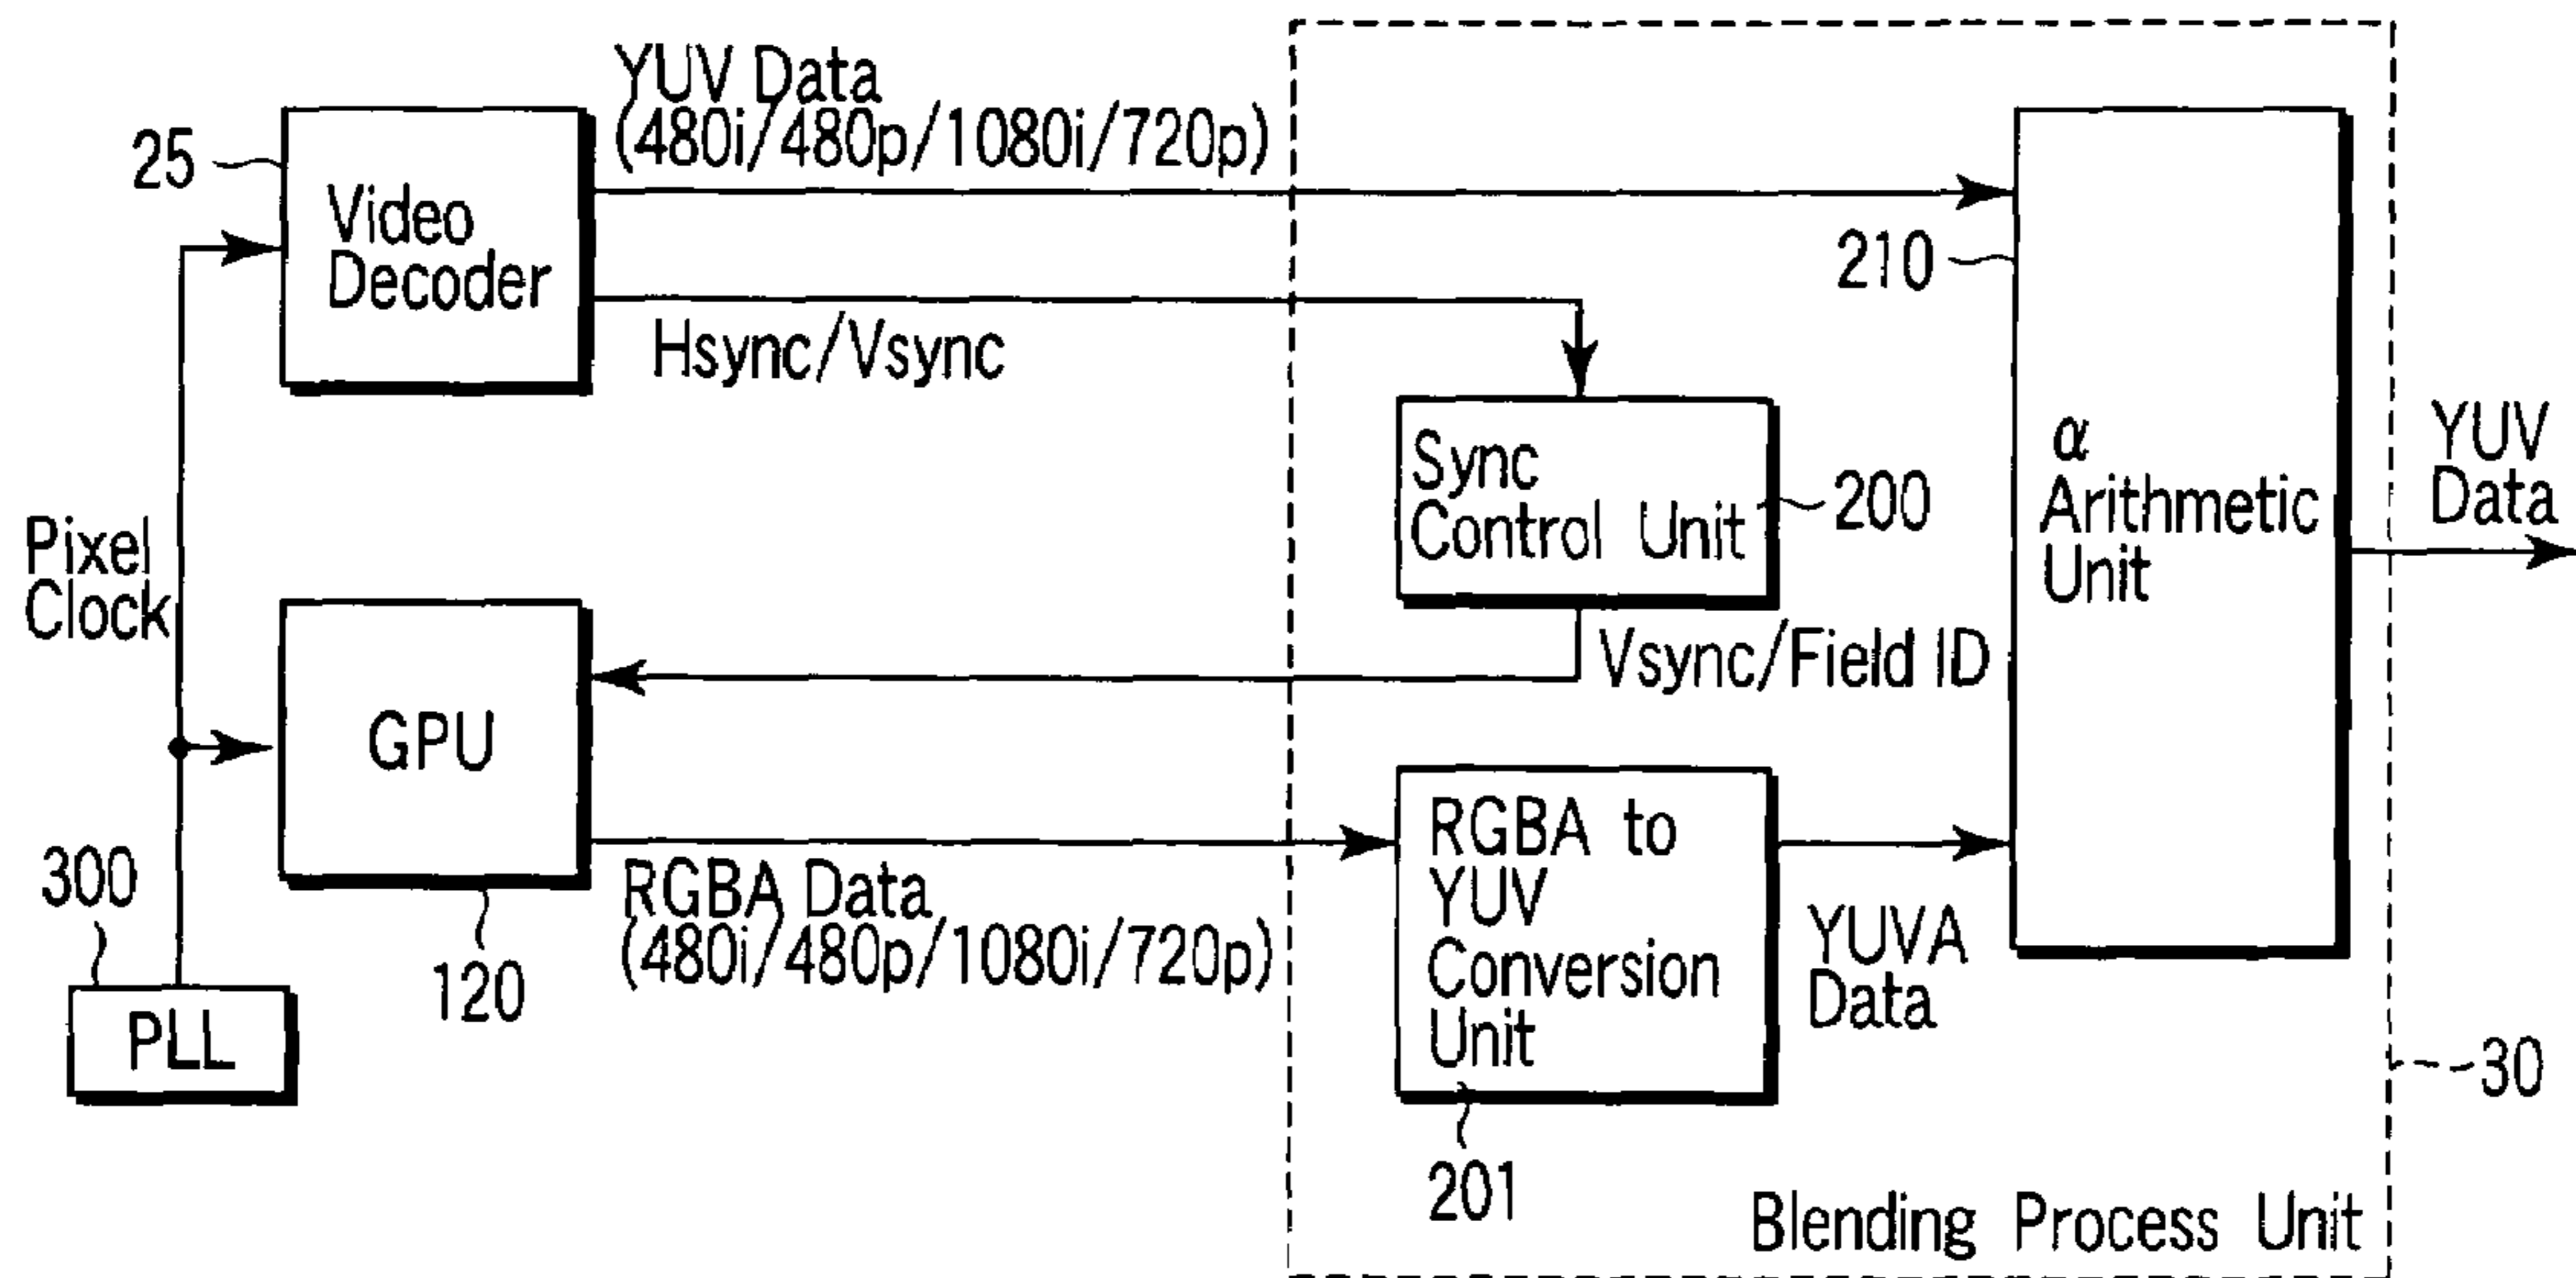 YUV Data
(480i/480p/1080i/720p)
25
Video
Decoder
210
Hsync/Vsync
Sync
Control Unit
200
α
Arithmetic
Unit
YUV
Data
Pixel
Clock
Vsync/Field ID
GPU
RGBA to
YUV
Conversion
Unit
300
RGBA Data
(480i/480p/1080i/720p)
YUVA
Data
120
PLL
30
201
Blending Process Unit